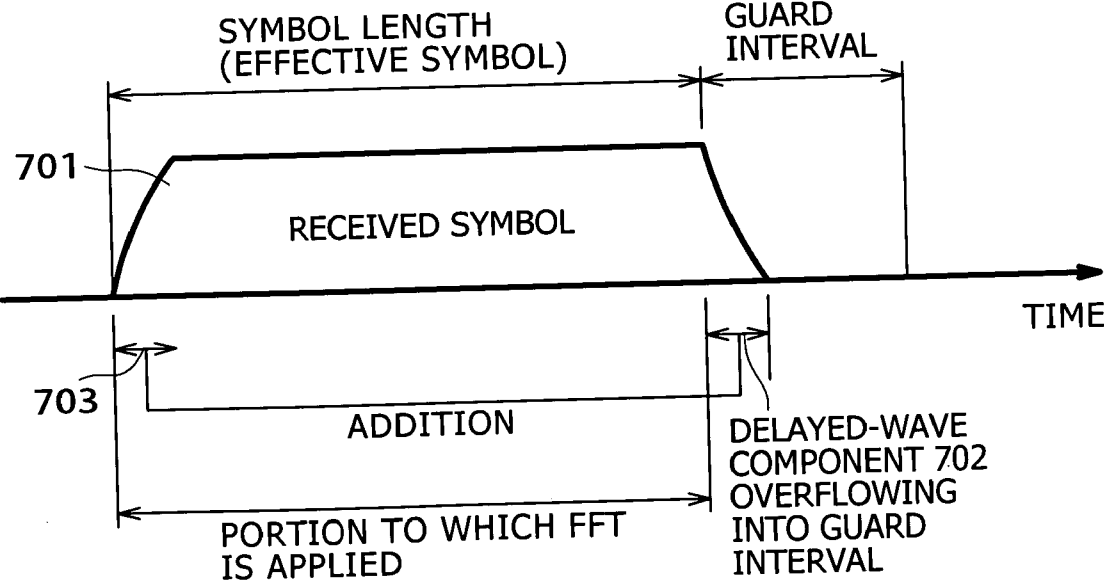 SYMBOL LENGTH
(EFFECTIVE SYMBOL)
GUARD
INTERVAL
701
RECEIVED SYMBOL
TIME
703
ADDITION
DELAYED-WAVE
COMPONENT 702
OVERFLOWING
INTO GUARD
INTERVAL
PORTION TO WHICH FFT
IS APPLIED